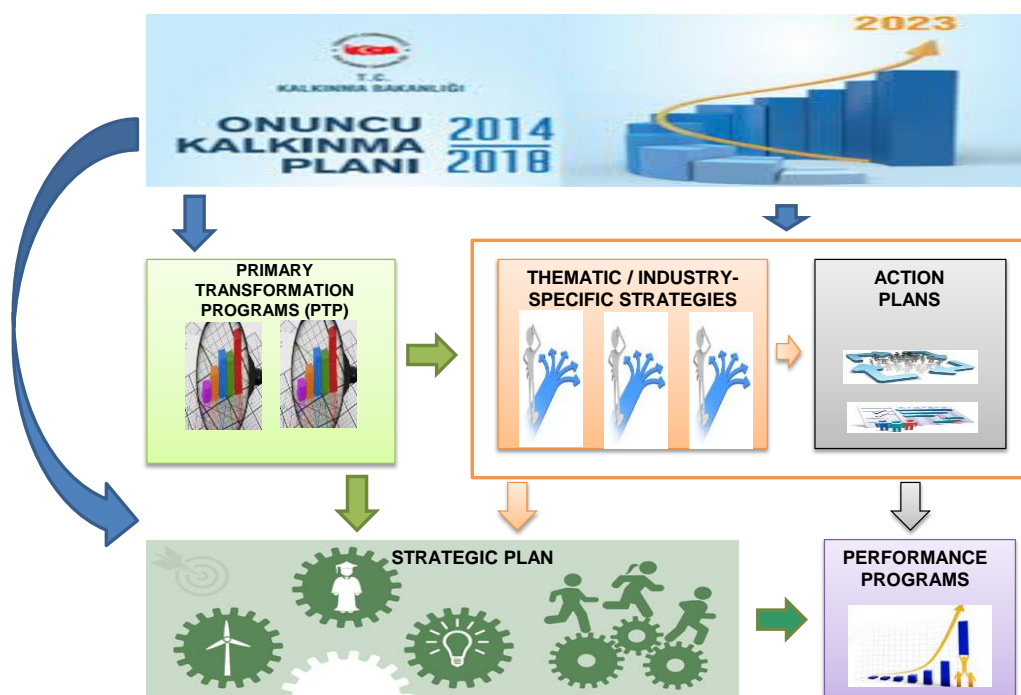 2023
T.C.
KALKINMA BAKANLIĞI
ONUNCU
KALKINMA
PLANI
2014
2018
PRIMARY
TRANSFORMATION
PROGRAMS (PTP)
THEMATIC / INDUSTRY-
SPECIFIC STRATEGIES
ACTION
PLANS
STRATEGIC PLAN
PERFORMANCE
PROGRAMS